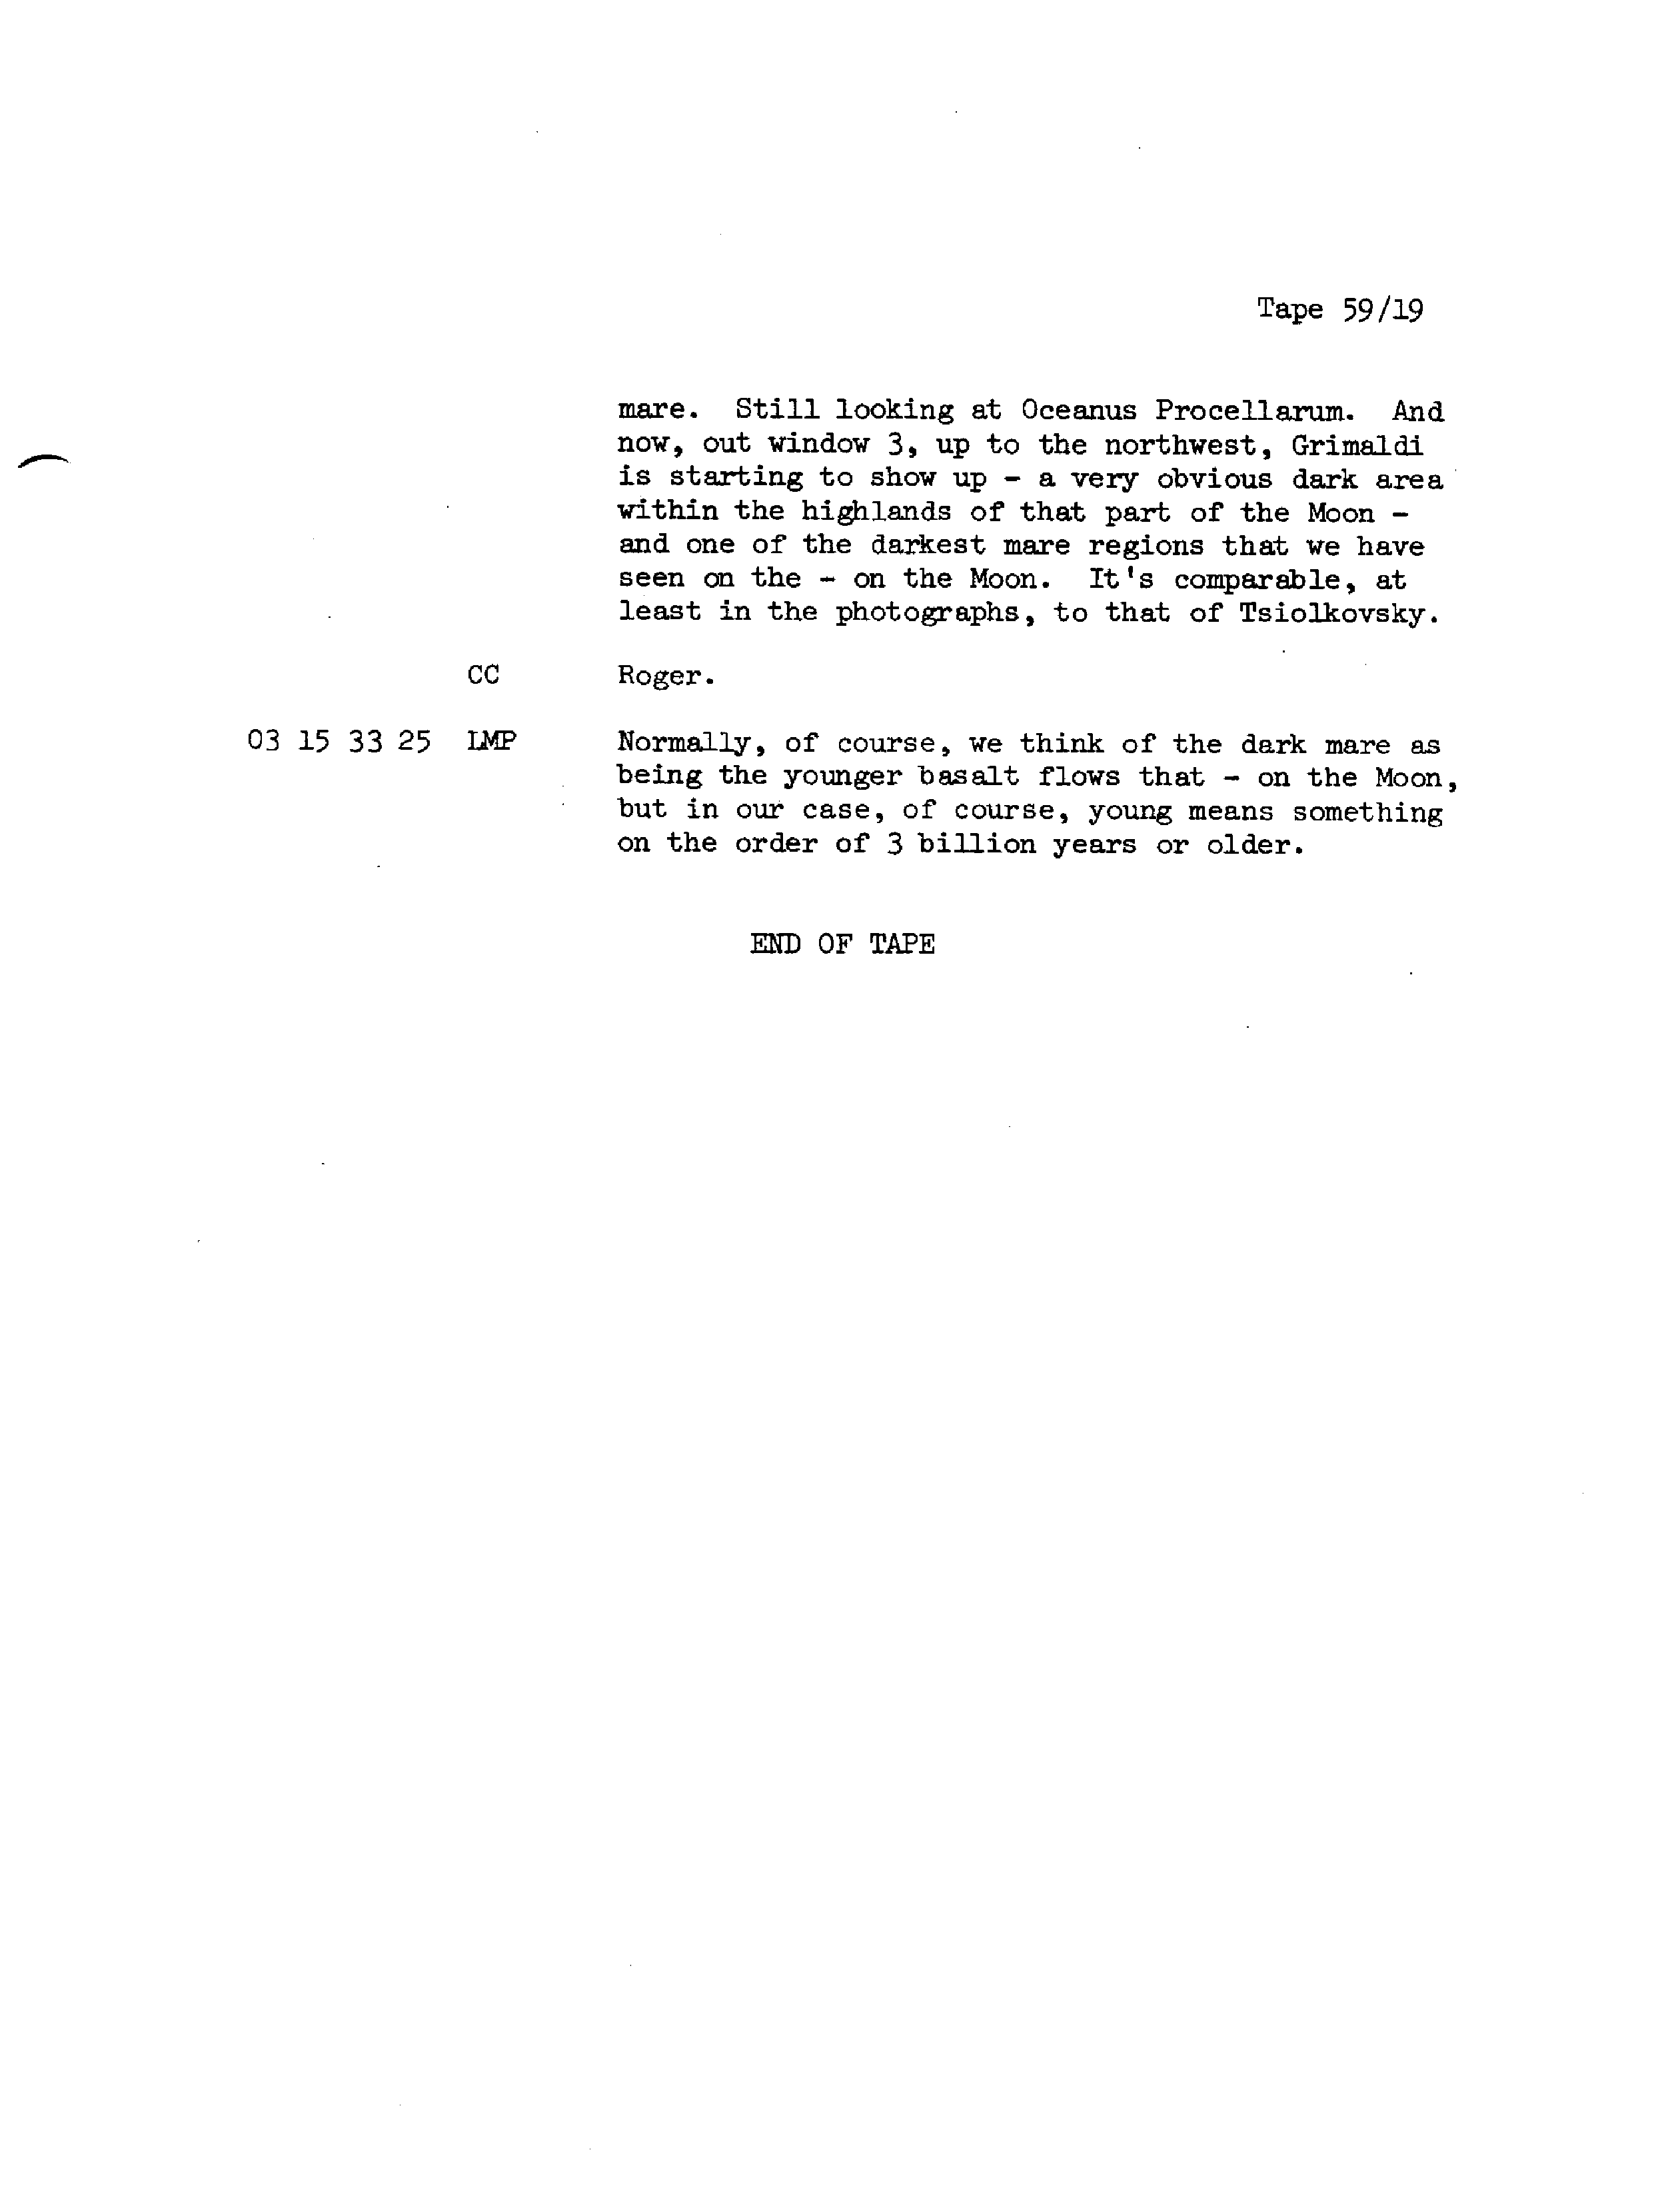 Tape 59/19
mare. Still looking at Oceanus Procellarum. And
now, out window 3, up to the northwest, Grimaldi
is starting to show up - a very obvious dark area
within the highlands of that part of the Moon -
and one of the darkest mare regions that we have
seen on the - on the Moon. It's comparable, at
least in the photographs, to that of Tsiolkovsky.
CC Roger.
03 15 33 25 LMP Normally, of course, we think of the dark mare as
being the younger basalt flows that - on the Moon,
but in our case, of course, young means something
on the order of 3 billion years or older.
END OF TAPE